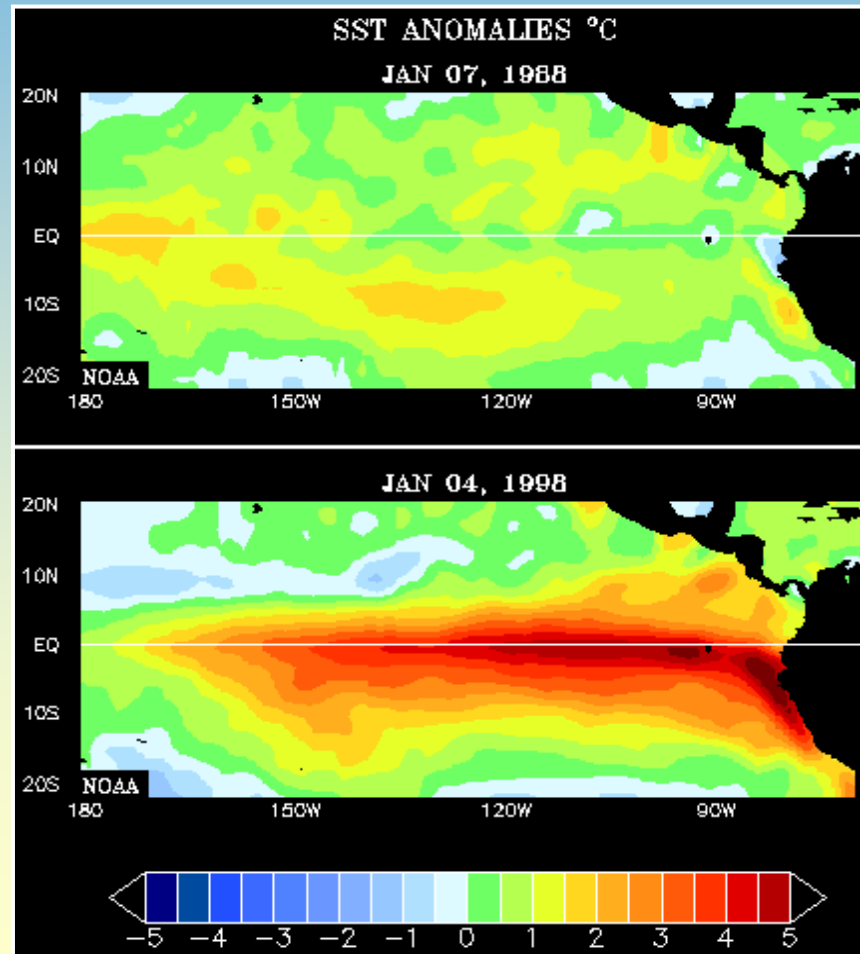 SST ANOMALIES °C
JAN 07, 1988
20N
10N
EQ
10S
20S
NOAA
180 150W 120W 90W
JAN 04, 1998
20N
10N
EQ
10S
20S
NOAA
180 150W 120W 90W
-5 -4 -3 -2 -1 0 1 2 3 4 5